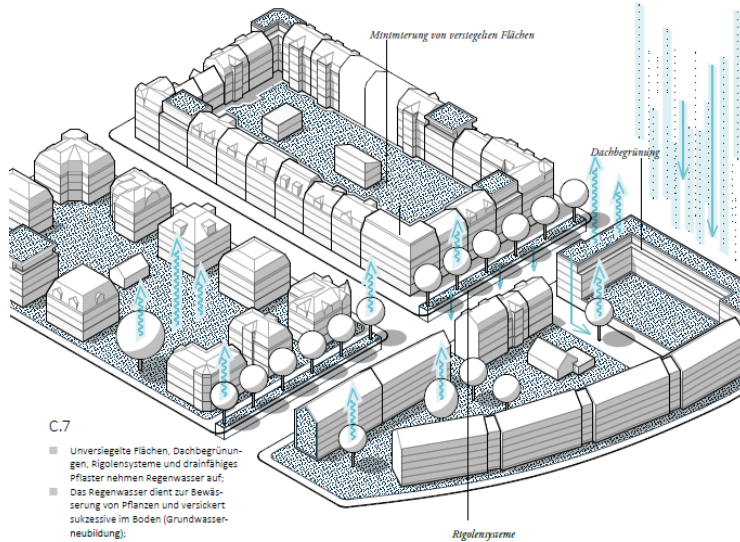 Minimierung von versiegelten Flächen
Dachbegrünung
C.7
Unversiegelte Flächen, Dachbegrünun-
gen, Rigolensysteme und drainfähiges
Pflaster nehmen Regenwasser auf;
Das Regenwasser dient zur Bewäs-
serung von Pflanzen und versickert
sukzessive im Boden (Grundwasser-
neubildung);
Rigolensysteme